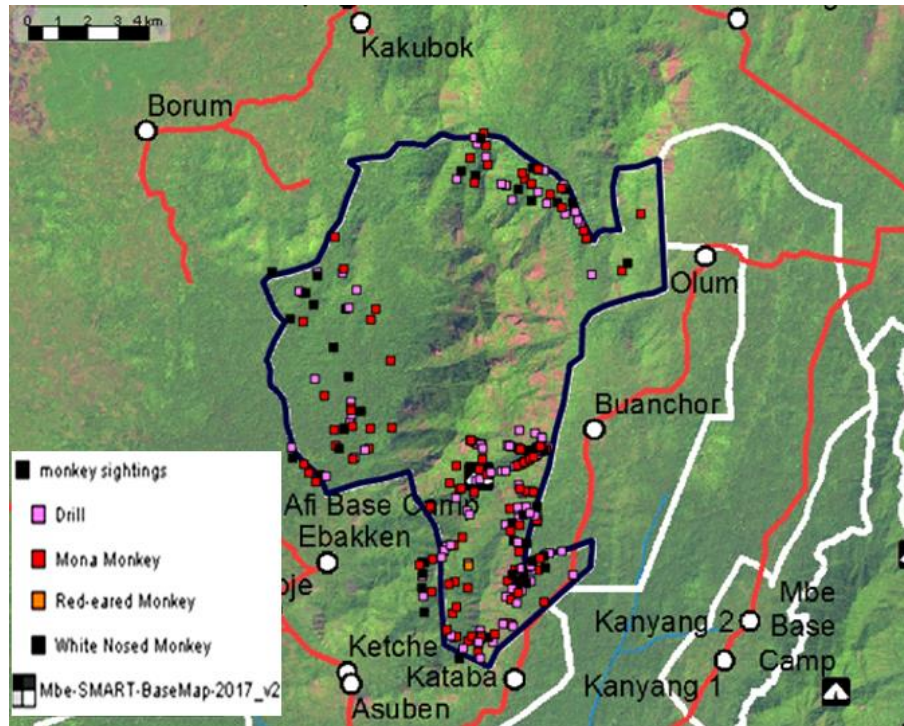 0 1 2 3 4 km
Kakubok
Borum
Olum
Buanchor
Afi Base Camp
Ebakken
oje
Mbe
Kanyang 2
Base
Ketche
Camp
Kataba
Kanyang 1
Asuben
monkey sightings
Drill
Mona Monkey
Red-eared Monkey
White Nosed Monkey
Mbe-SMART-BaseMap-2017_v2